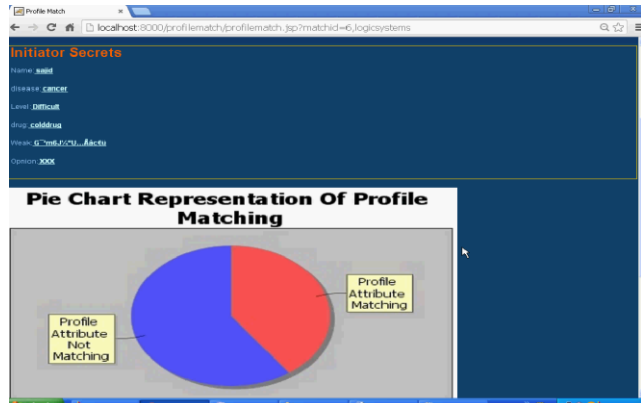 Profile Match
localhost:8000/profilematch/profilematch.jsp?matchid=6,logicsystems
Initiator Secrets
Name: sajid
disease: cancer
Level: Difficult
drug: colddrug
Weak:
Opinion: XXX
Pie Chart Representation Of Profile
Matching
Profile
Attribute
Matching
Profile
Attribute
Not
Matching